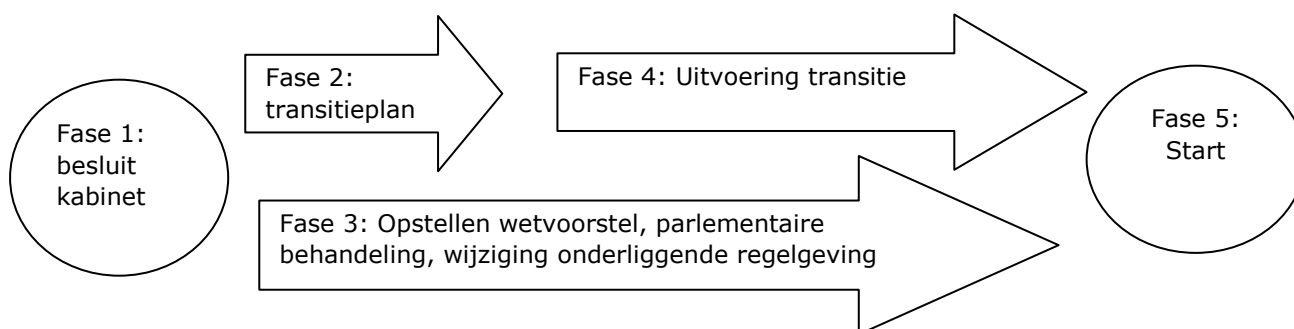 Fase 1:
besluit
kabinet
Fase 2:
transitieplan
Fase 3: Opstellen wetvoorstel, parlementaire
behandeling, wijziging onderliggende regelgeving
Fase 4: Uitvoering transitie
Fase 5:
Start